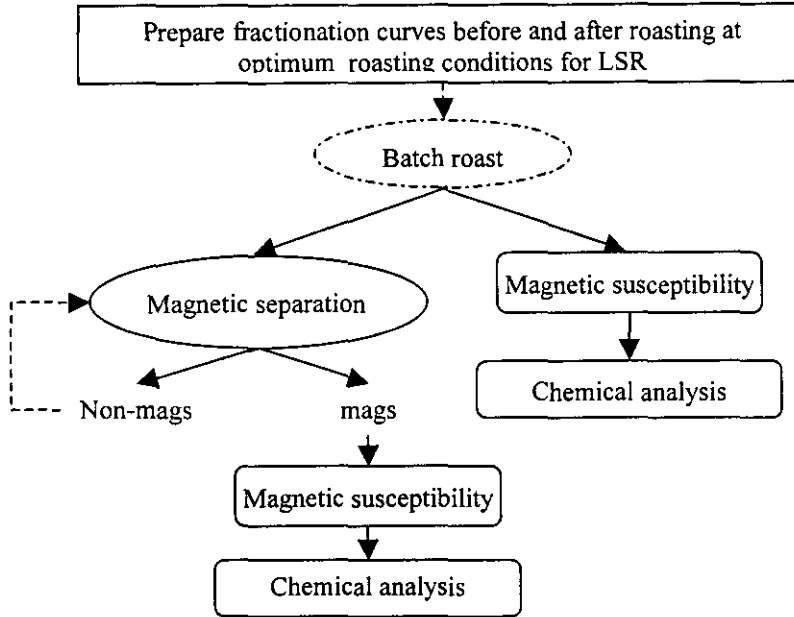 Prepare fractionation curves before and after roasting at
optimum roasting conditions for LSR
Batch roast
Magnetic separation
Magnetic susceptibility
Chemical analysis
Non-mags
mags
Magnetic susceptibility
Chemical analysis